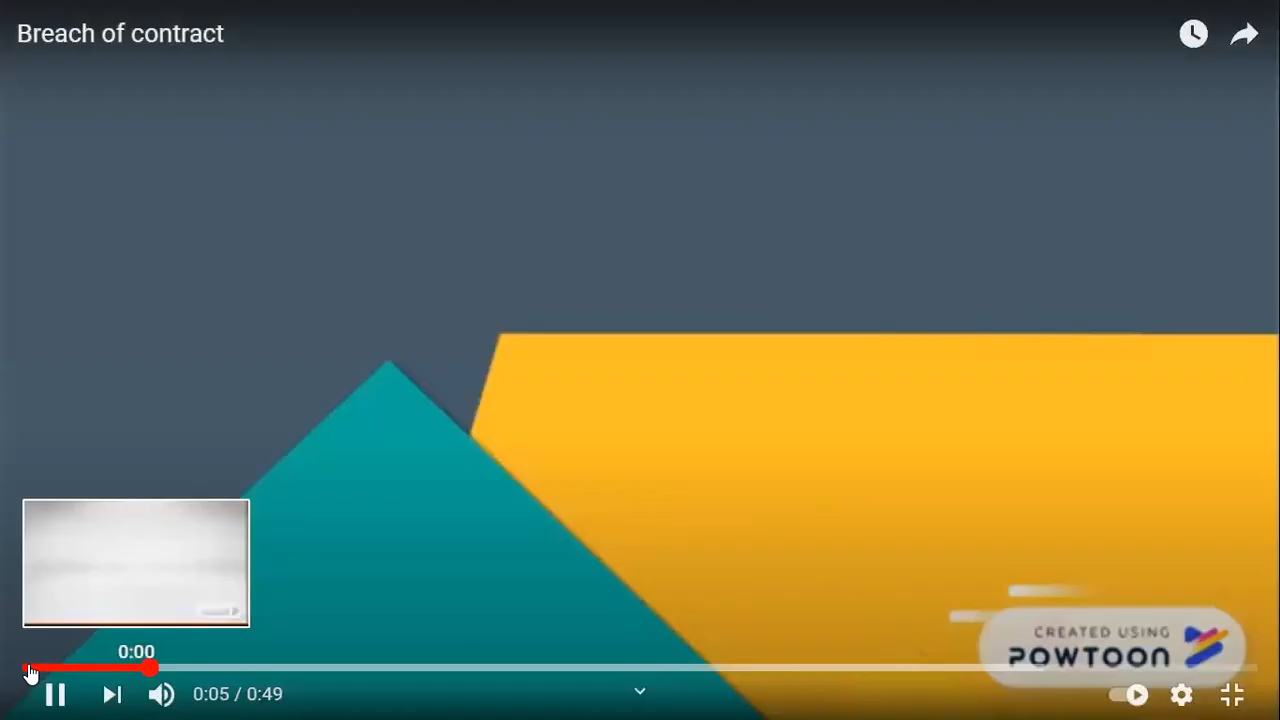 Breach of contract
CREATED USING
POWTOON
0:00
0:05 / 0:49